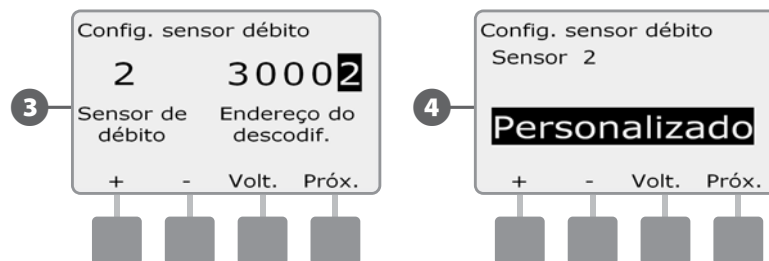 3
Config. sensor débito
2 30002
Sensor de débito
Endereço do descodif.
+ - Volt. Próx.
4
Config. sensor débito
Sensor 2
Personalizado
+ - Volt. Próx.